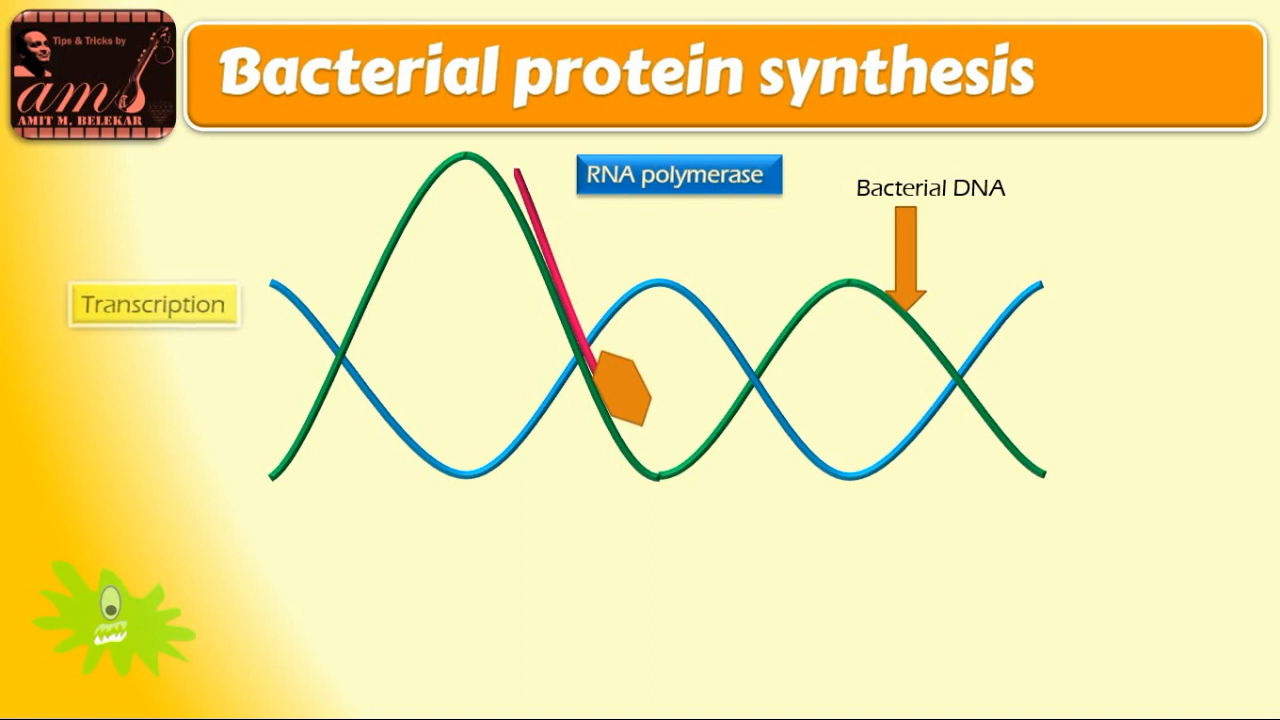 Tips & Tricks by
ams
AMIT M. BELEKAR
Bacterial protein synthesis
RNA polymerase
Bacterial DNA
Transcription